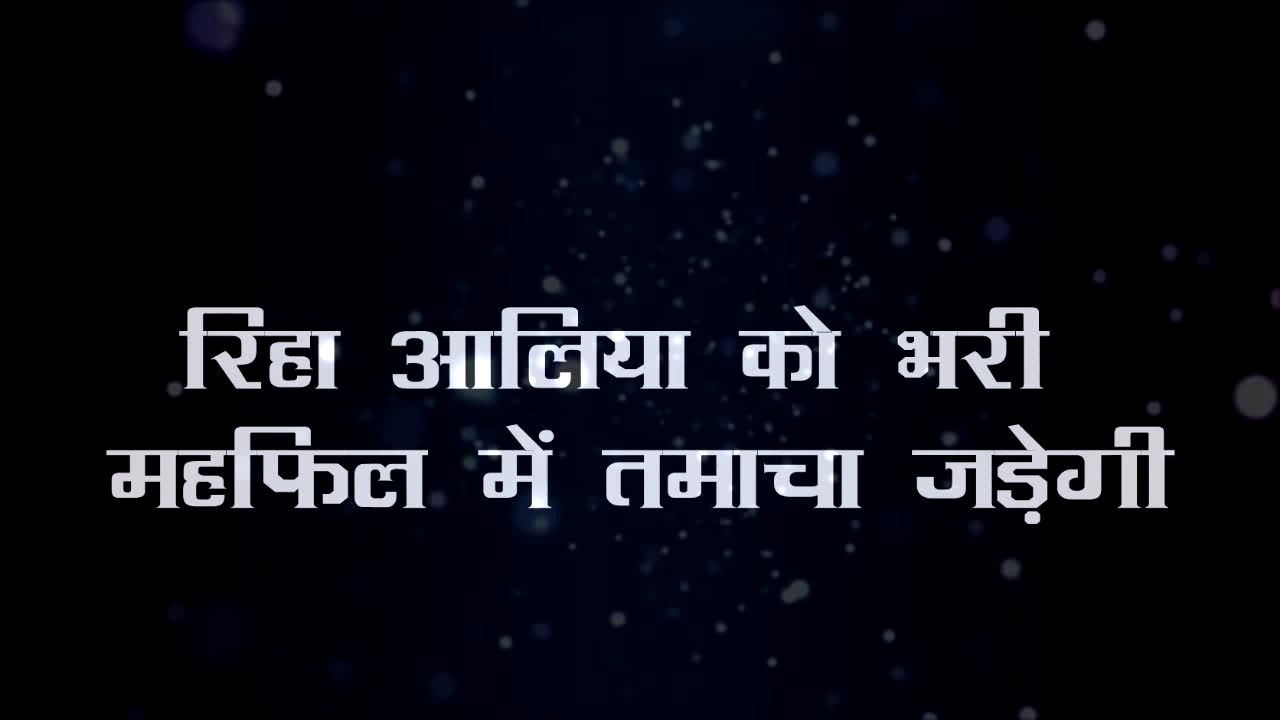 रिहा आलिया को भरी
महफिल में तमाचा जड़ेगी